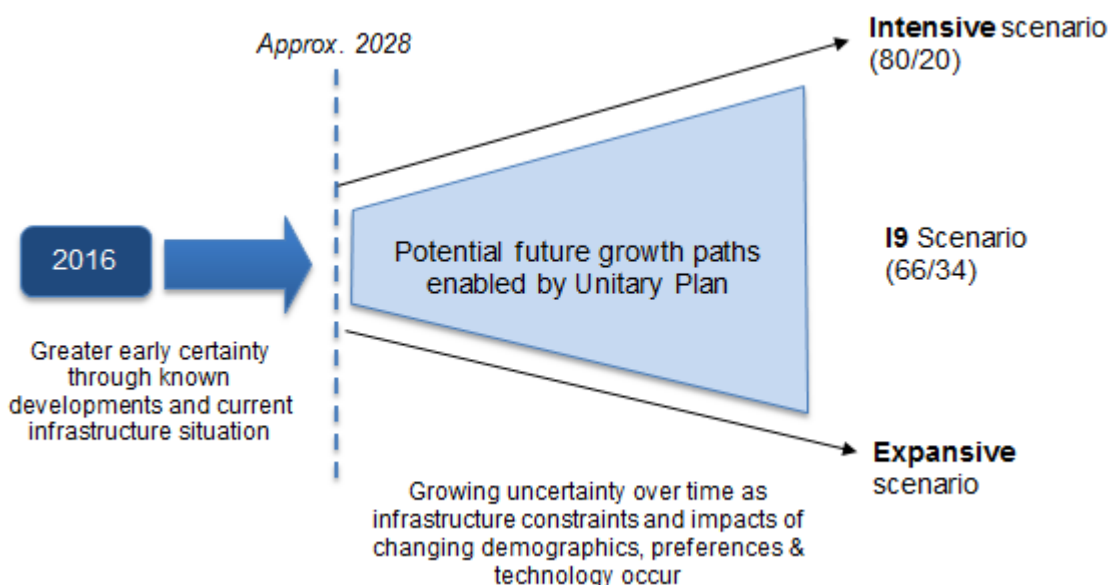 Approx. 2028
Intensive scenario
(80/20)
2016
Potential future growth paths
enabled by Unitary Plan
I9 Scenario
(66/34)
Greater early certainty
through known
developments and current
infrastructure situation
Expansive
scenario
Growing uncertainty over time as
infrastructure constraints and impacts of
changing demographics, preferences &
technology occur